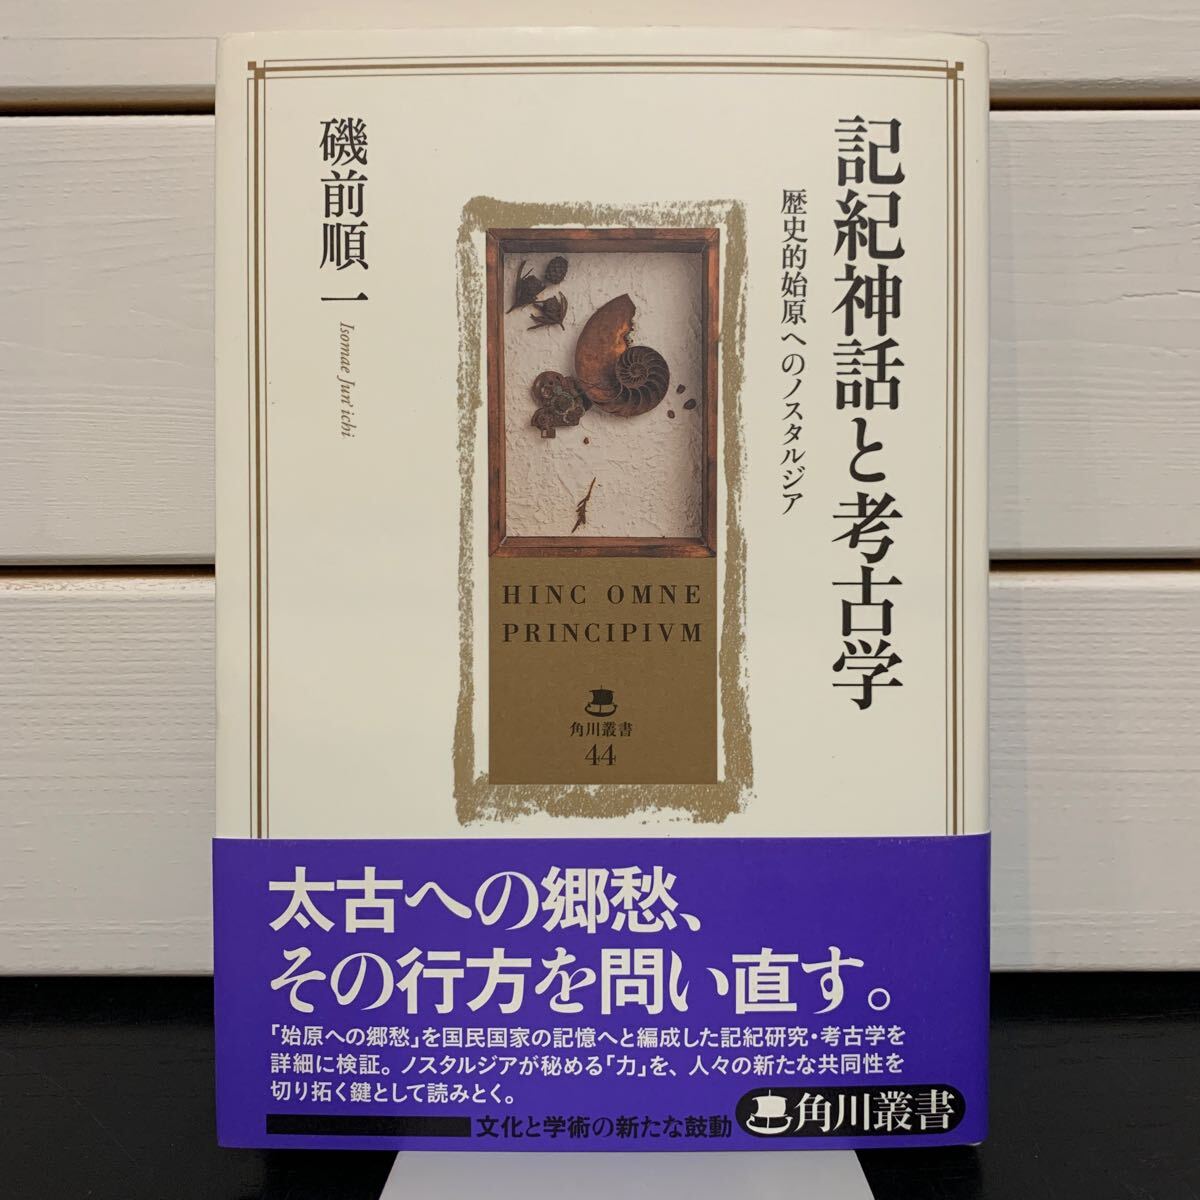 記紀神話と考古学
歴史的始原へのノスタルジア
磯前順一
Isomae Jun'ichi
HINC OMNE
PRINCIPIVM
角川叢書
44
太古への郷愁、
その行方を問い直す。
「始原への郷愁」を国民国家の記憶へと編成した記紀研究・考古学を
詳細に検証。ノスタルジアが秘める「力」を、人々の新たな共同性を
切り拓く鍵として読みとく。
文化と学術の新たな鼓動
角川叢書